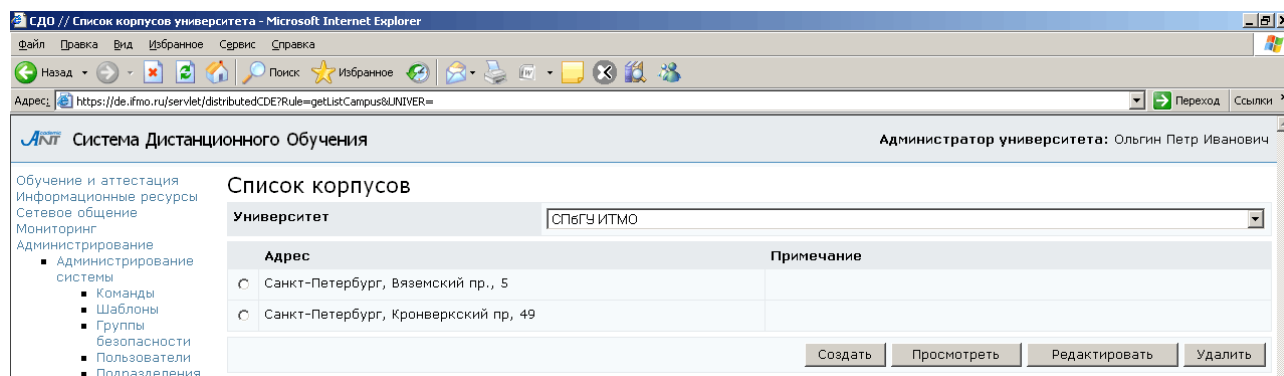 СДО // Список корпусов университета - Microsoft Internet Explorer
Файл Правка Вид Избранное Сервис Справка
Назад Поиск Избранное
Адрес: https://de.ifmo.ru/servlet/distributedCDE?Rule=getListCampus&UNIVER= Переход Ссылки
Academic ANT Система Дистанционного Обучения Администратор университета: Ольгин Петр Иванович
Обучение и аттестация
Информационные ресурсы
Сетевое общение
Мониторинг
Администрирование
Администрирование
системы
Команды
Шаблоны
Группы
безопасности
Пользователи
Подразделения
Список корпусов
Университет СПбГУ ИТМО
Адрес Примечание
Санкт-Петербург, Вяземский пр., 5
Санкт-Петербург, Кронверкский пр, 49
Создать Просмотреть Редактировать Удалить